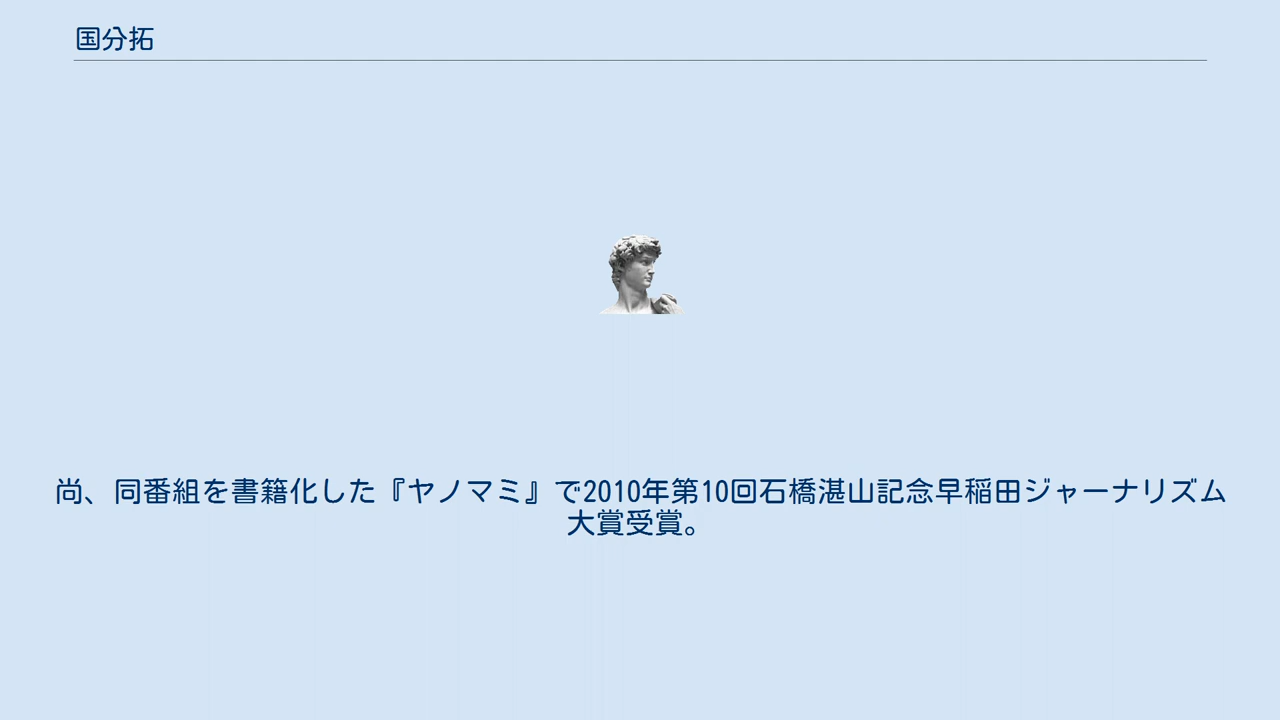 国分拓
尚、同番組を書籍化した『ヤノマミ』で2010年第10回石橋湛山記念早稲田ジャーナリズム
大賞受賞。